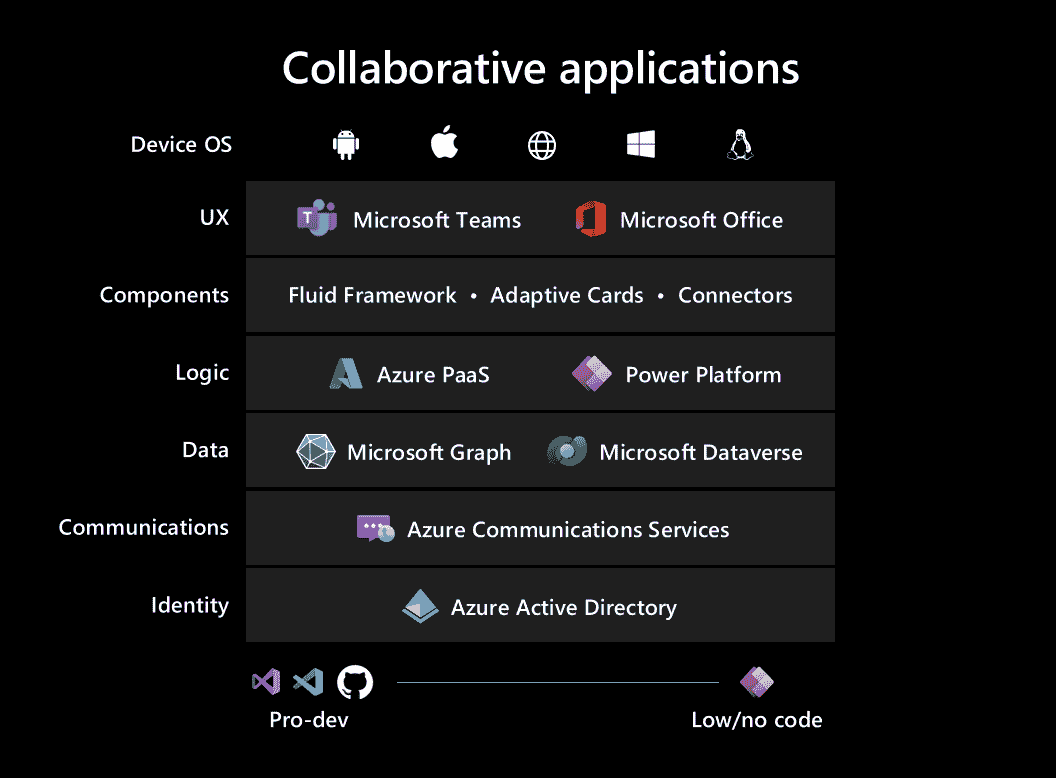 Collaborative applications
Device OS
UX
T
Microsoft Teams
Microsoft Office
Components
Fluid Framework • Adaptive Cards • Connectors
Logic
Azure PaaS
Power Platform
Data
Microsoft Graph
Microsoft Dataverse
Communications
Azure Communications Services
Identity
Azure Active Directory
Pro-dev
Low/no code